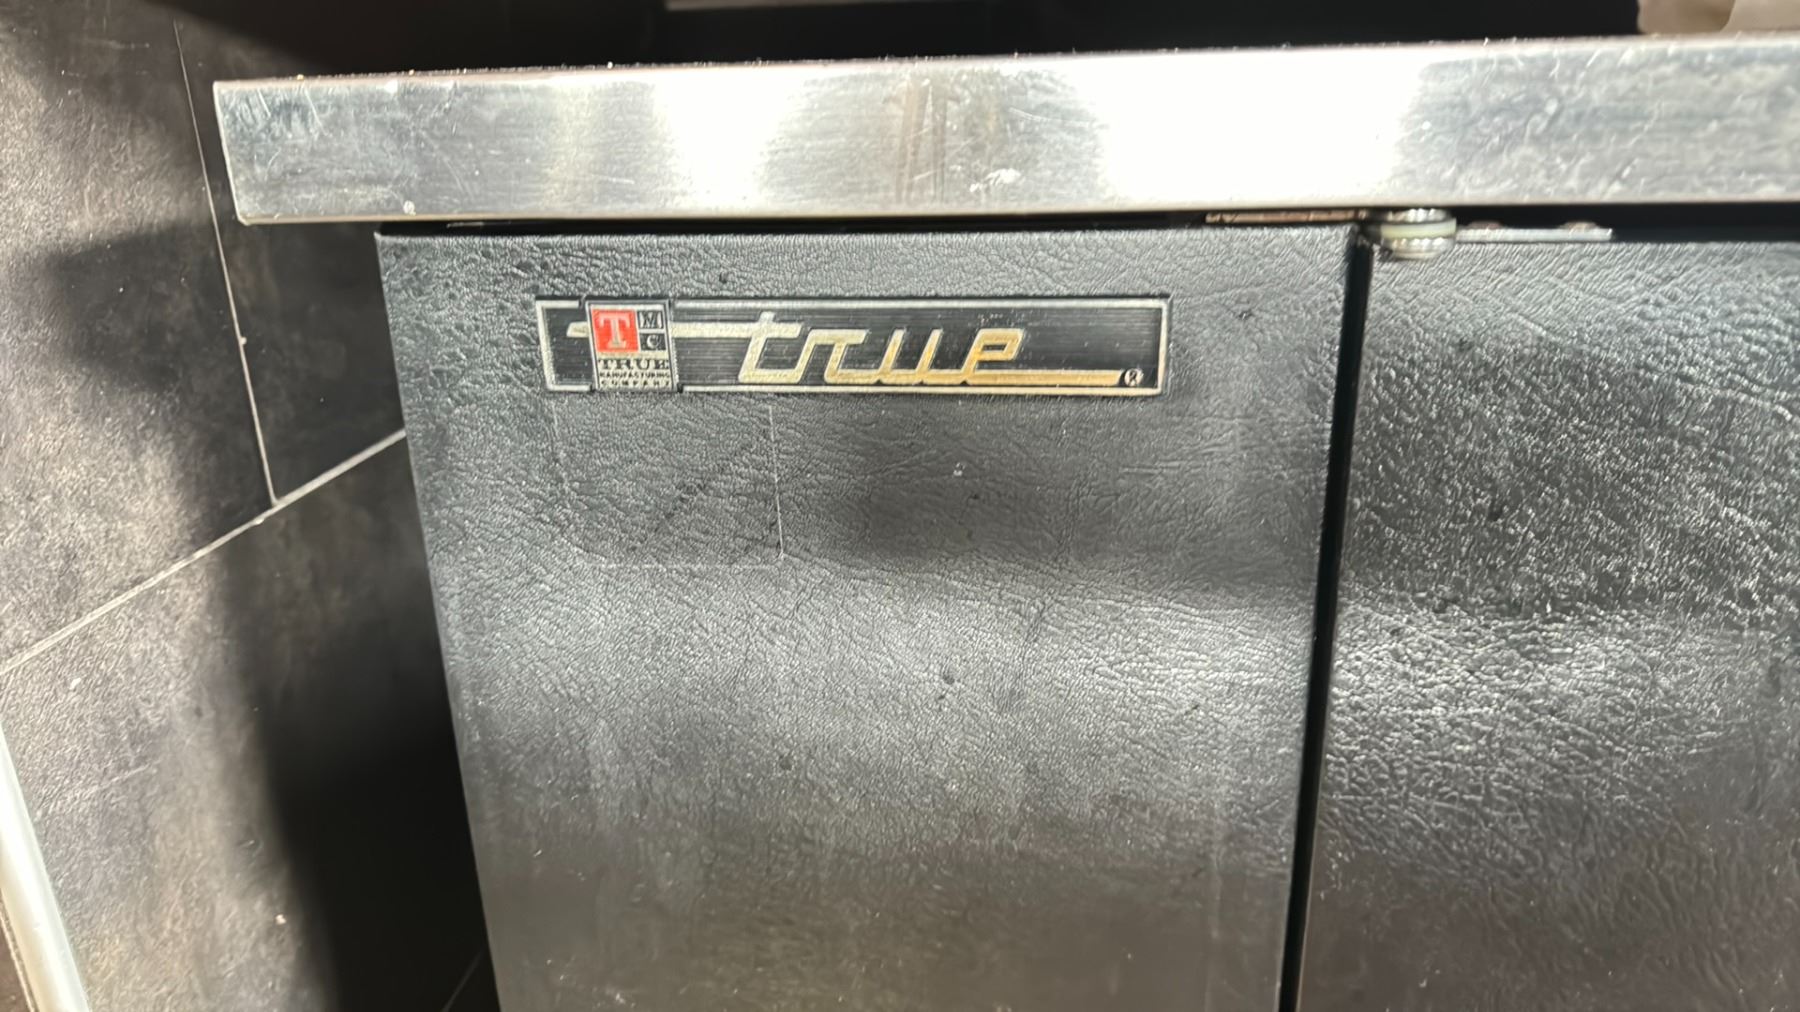 T M C
TRUE
MANUFACTURING
COMPANY
true ®